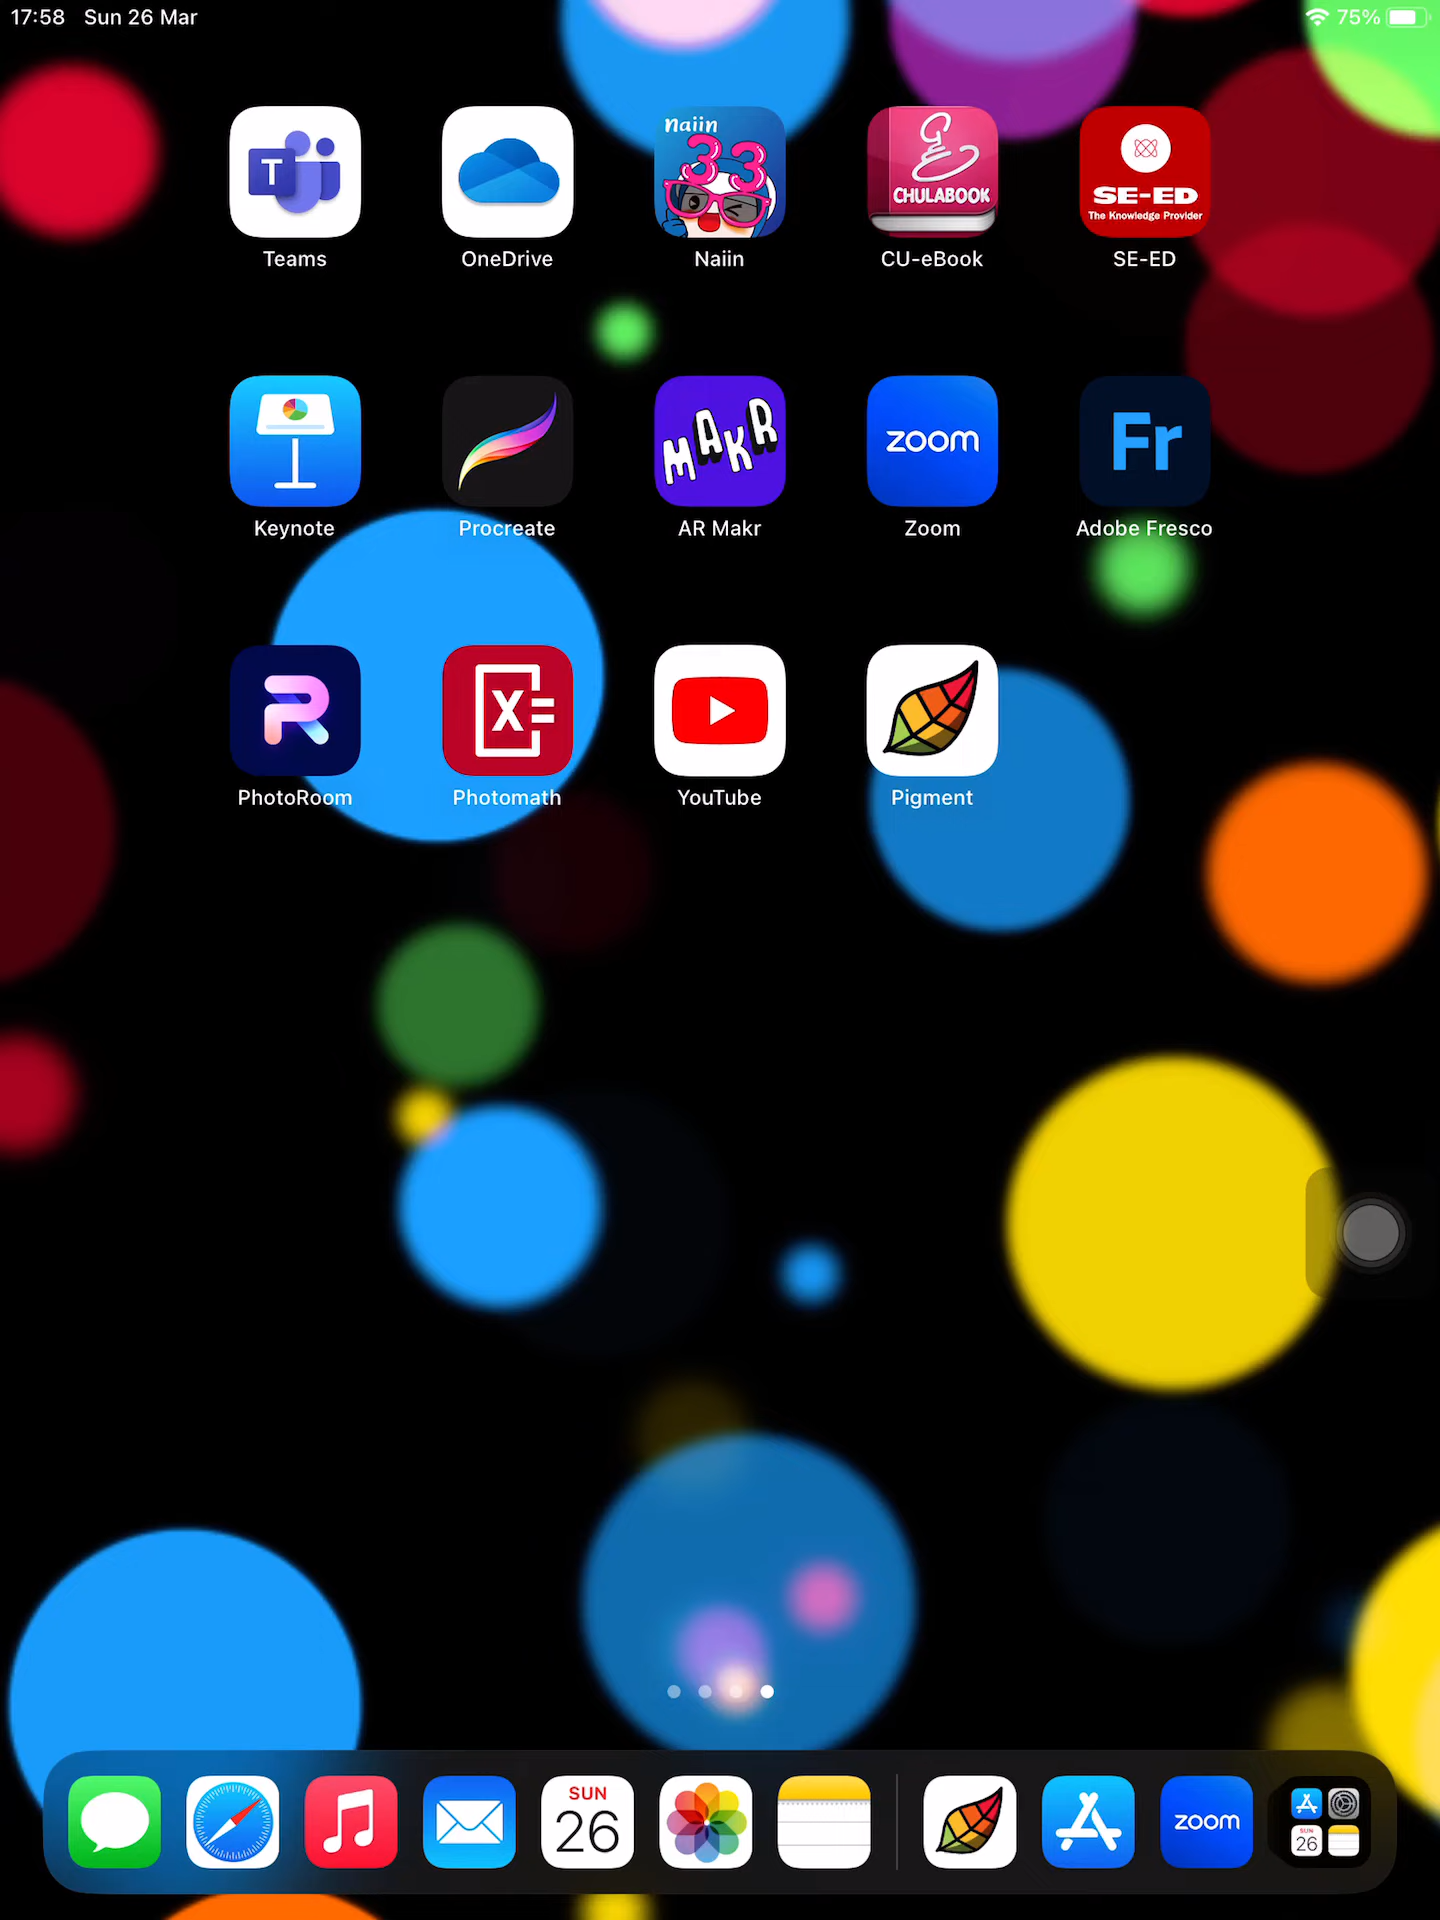 17:58 Sun 26 Mar 75%
T
naiin
33
CHULABOOK
SE-ED
The Knowledge Provider
Teams OneDrive Naiin CU-eBook SE-ED
MAKR
zoom
Fr
Keynote Procreate AR Makr Zoom Adobe Fresco
R
X=
PhotoRoom Photomath YouTube Pigment
SUN
26
zoom
SUN
26